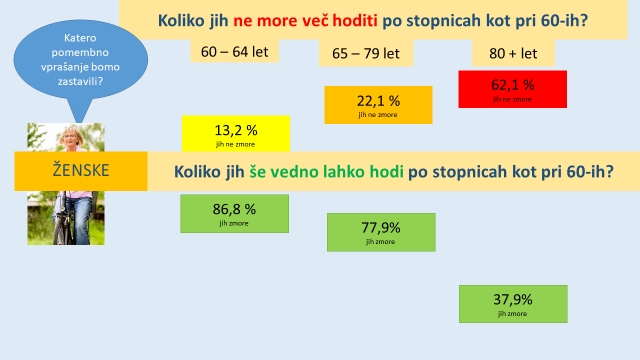 Koliko jih ne more več hoditi po stopnicah kot pri 60-ih?
Katero
pomembno
vprašanje bomo
zastavili?
60 – 64 let
65 – 79 let
80 + let
62,1 %
jih ne zmore
22,1 %
jih ne zmore
13,2 %
jih ne zmore
ŽENSKE
Koliko jih še vedno lahko hodi po stopnicah kot pri 60-ih?
86,8 %
jih zmore
77,9%
jih zmore
37,9%
jih zmore